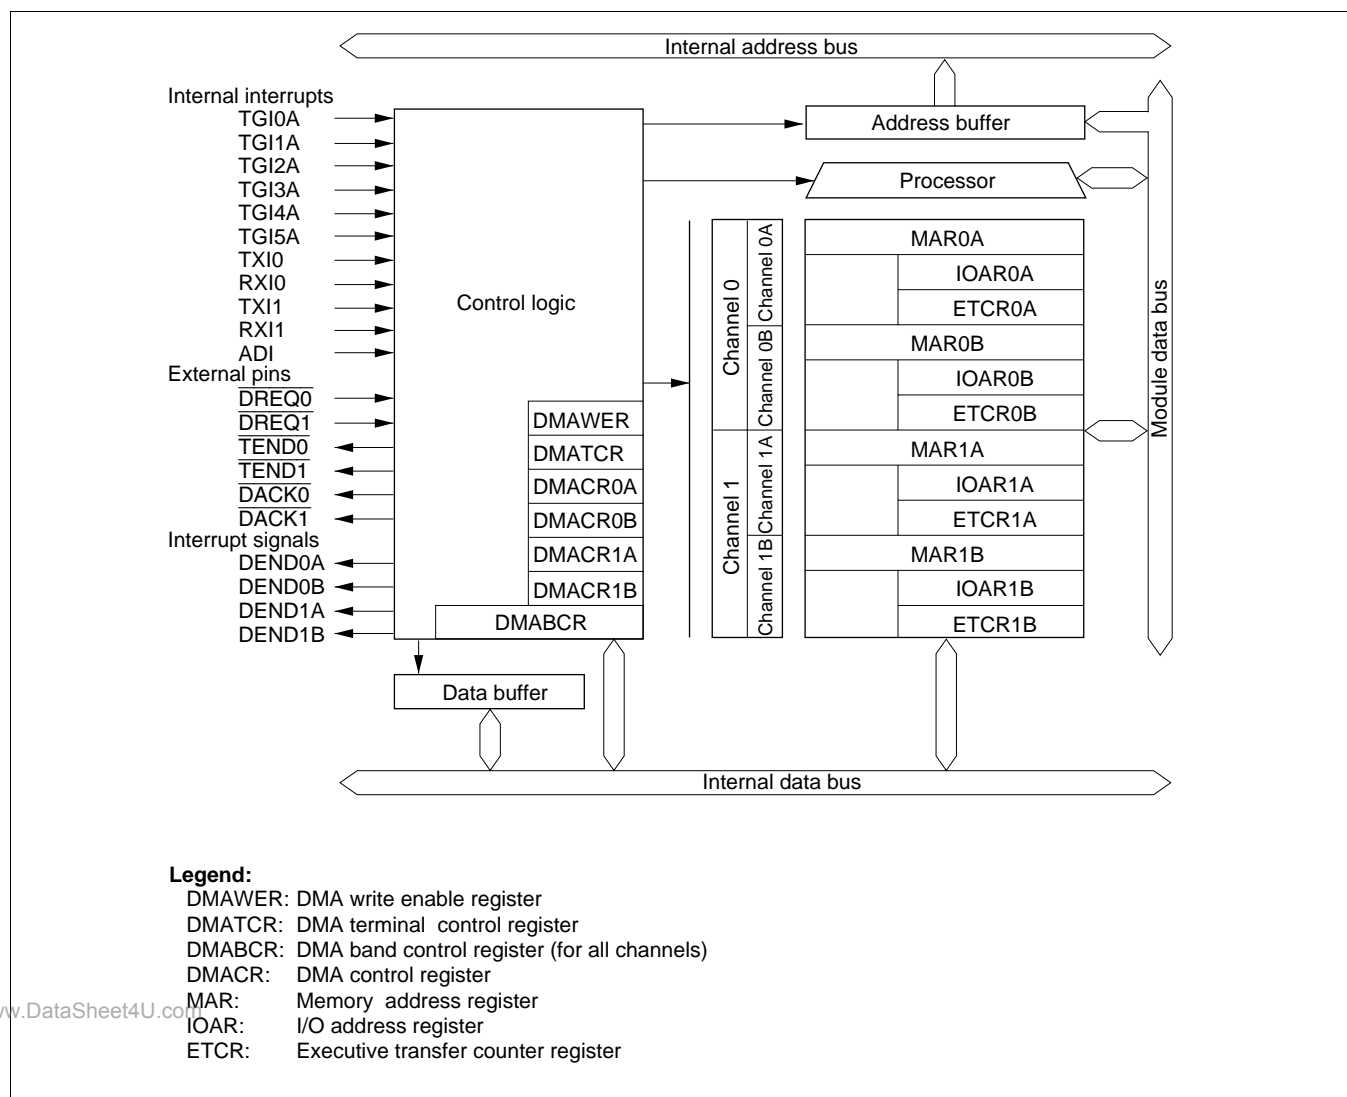 Internal address bus
Internal interrupts
TGI0A
TGI1A
TGI2A
TGI3A
TGI4A
TGI5A
TXI0
RXI0
TXI1
RXI1
ADI
External pins
DREQ0
DREQ1
TEND0
TEND1
DACK0
DACK1
Interrupt signals
DEND0A
DEND0B
DEND1A
DEND1B
Control logic
DMAWER
DMATCR
DMACR0A
DMACR0B
DMACR1A
DMACR1B
DMABCR
Data buffer
Address buffer
Processor
Channel 0
Channel 0A
Channel 0B
Channel 1
Channel 1A
Channel 1B
MAR0A
IOAR0A
ETCR0A
MAR0B
IOAR0B
ETCR0B
MAR1A
IOAR1A
ETCR1A
MAR1B
IOAR1B
ETCR1B
Module data bus
Internal data bus
Legend:
DMAWER: DMA write enable register
DMATCR: DMA terminal control register
DMABCR: DMA band control register (for all channels)
DMACR: DMA control register
MAR: Memory address register
IOAR: I/O address register
ETCR: Executive transfer counter register
w.DataSheet4U.com